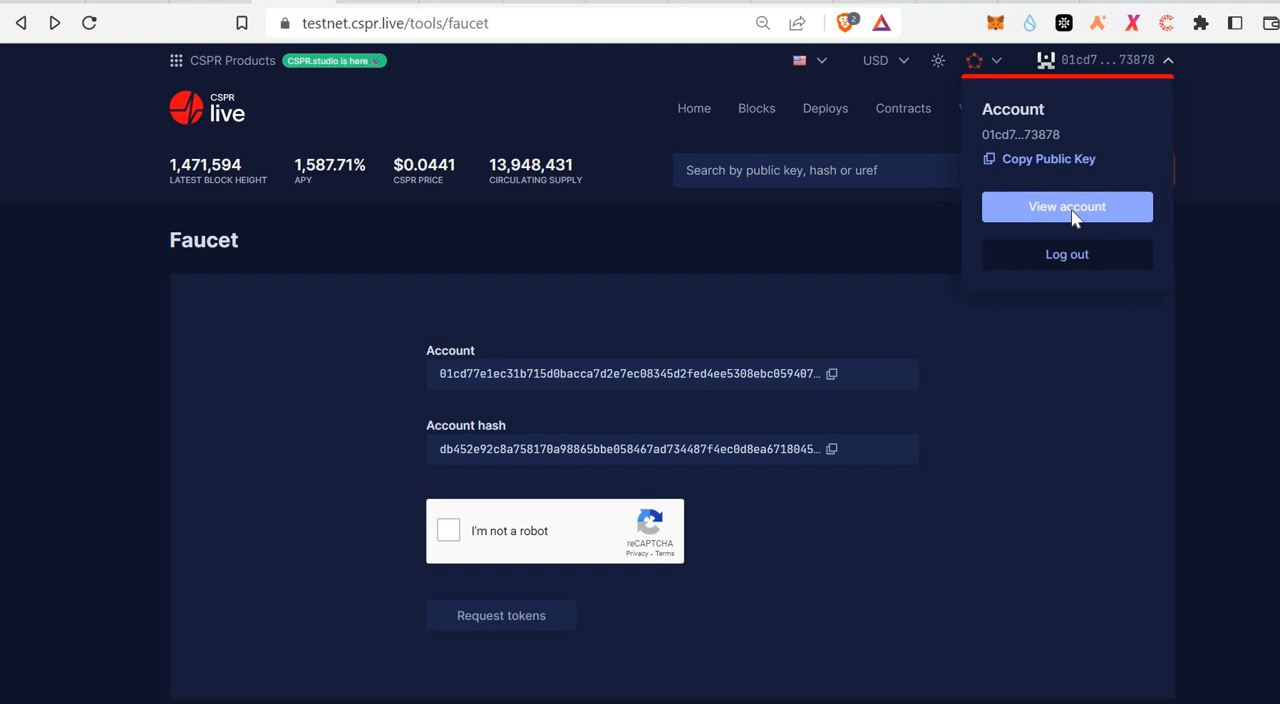 testnet.cspr.live/tools/faucet
2
CSPR Products
CSPR.studio is here
USD
01cd7...73878
CSPR
live
Home
Blocks
Deploys
Contracts
Account
01cd7...73878
Copy Public Key
1,471,594
LATEST BLOCK HEIGHT
1,587.71%
APY
$0.0441
CSPR PRICE
13,948,431
CIRCULATING SUPPLY
Search by public key, hash or uref
View account
Log out
Faucet
Account
01cd77e1ec31b715d0bacca7d2e7ec08345d2fed4ee5308ebc059407…
Account hash
db452e92c8a758170a98865bbe058467ad734487f4ec0d8ea6718045…
I'm not a robot
reCAPTCHA
Privacy - Terms
Request tokens